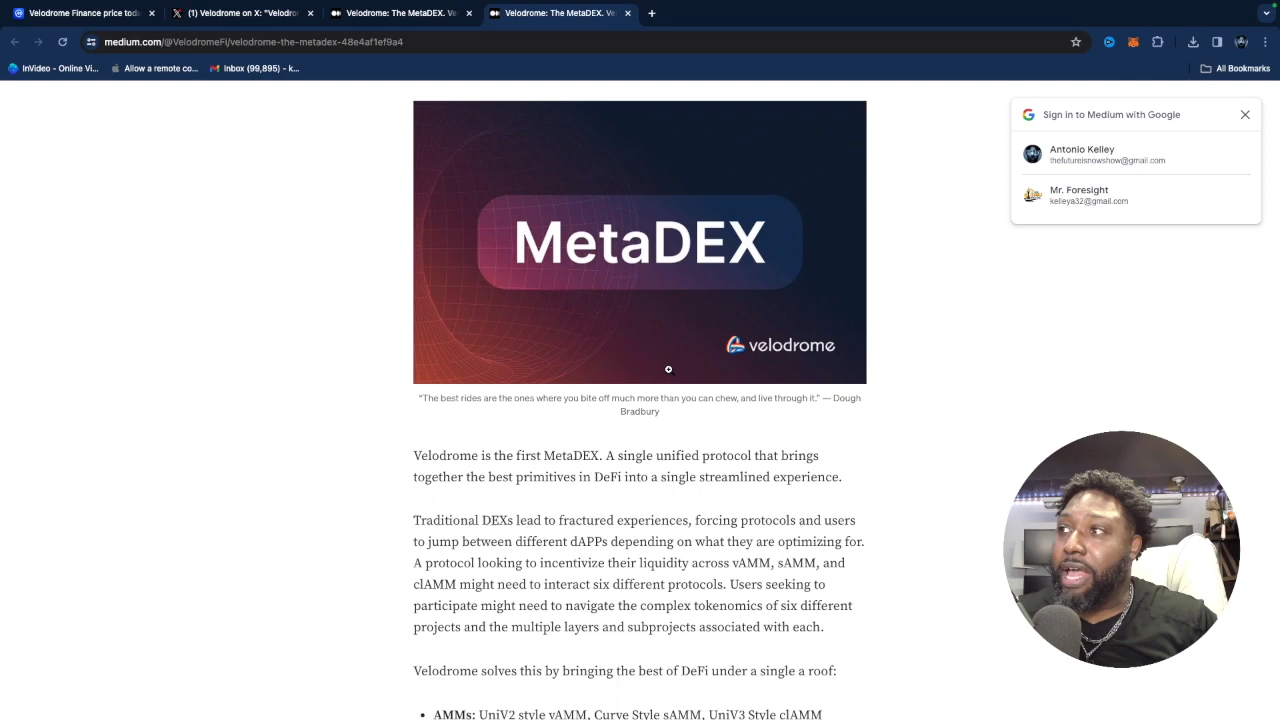 Velodrome Finance price toda
(1) Velodrome on X: "Velodr
Velodrome: The MetaDEX. Ve
Velodrome: The MetaDEX. Ve
medium.com/@VelodromeFi/velodrome-the-metadex-48e4af1ef9a4
InVideo - Online Vi...
Allow a remote co...
Inbox (99,895) - k...
All Bookmarks
Sign in to Medium with Google
Antonio Kelley
thefutureisnowshow@gmail.com
Mr. Foresight
kelleya32@gmail.com
MetaDEX
velodrome
"The best rides are the ones where you bite off much more than you can chew, and live through it." — Dough
Bradbury
Velodrome is the first MetaDEX. A single unified protocol that brings
together the best primitives in DeFi into a single streamlined experience.
Traditional DEXs lead to fractured experiences, forcing protocols and users
to jump between different dAPPs depending on what they are optimizing for.
A protocol looking to incentivize their liquidity across vAMM, sAMM, and
clAMM might need to interact six different protocols. Users seeking to
participate might need to navigate the complex tokenomics of six different
projects and the multiple layers and subprojects associated with each.
Velodrome solves this by bringing the best of DeFi under a single a roof:
• AMMs: UniV2 style vAMM, Curve Style sAMM, UniV3 Style clAMM